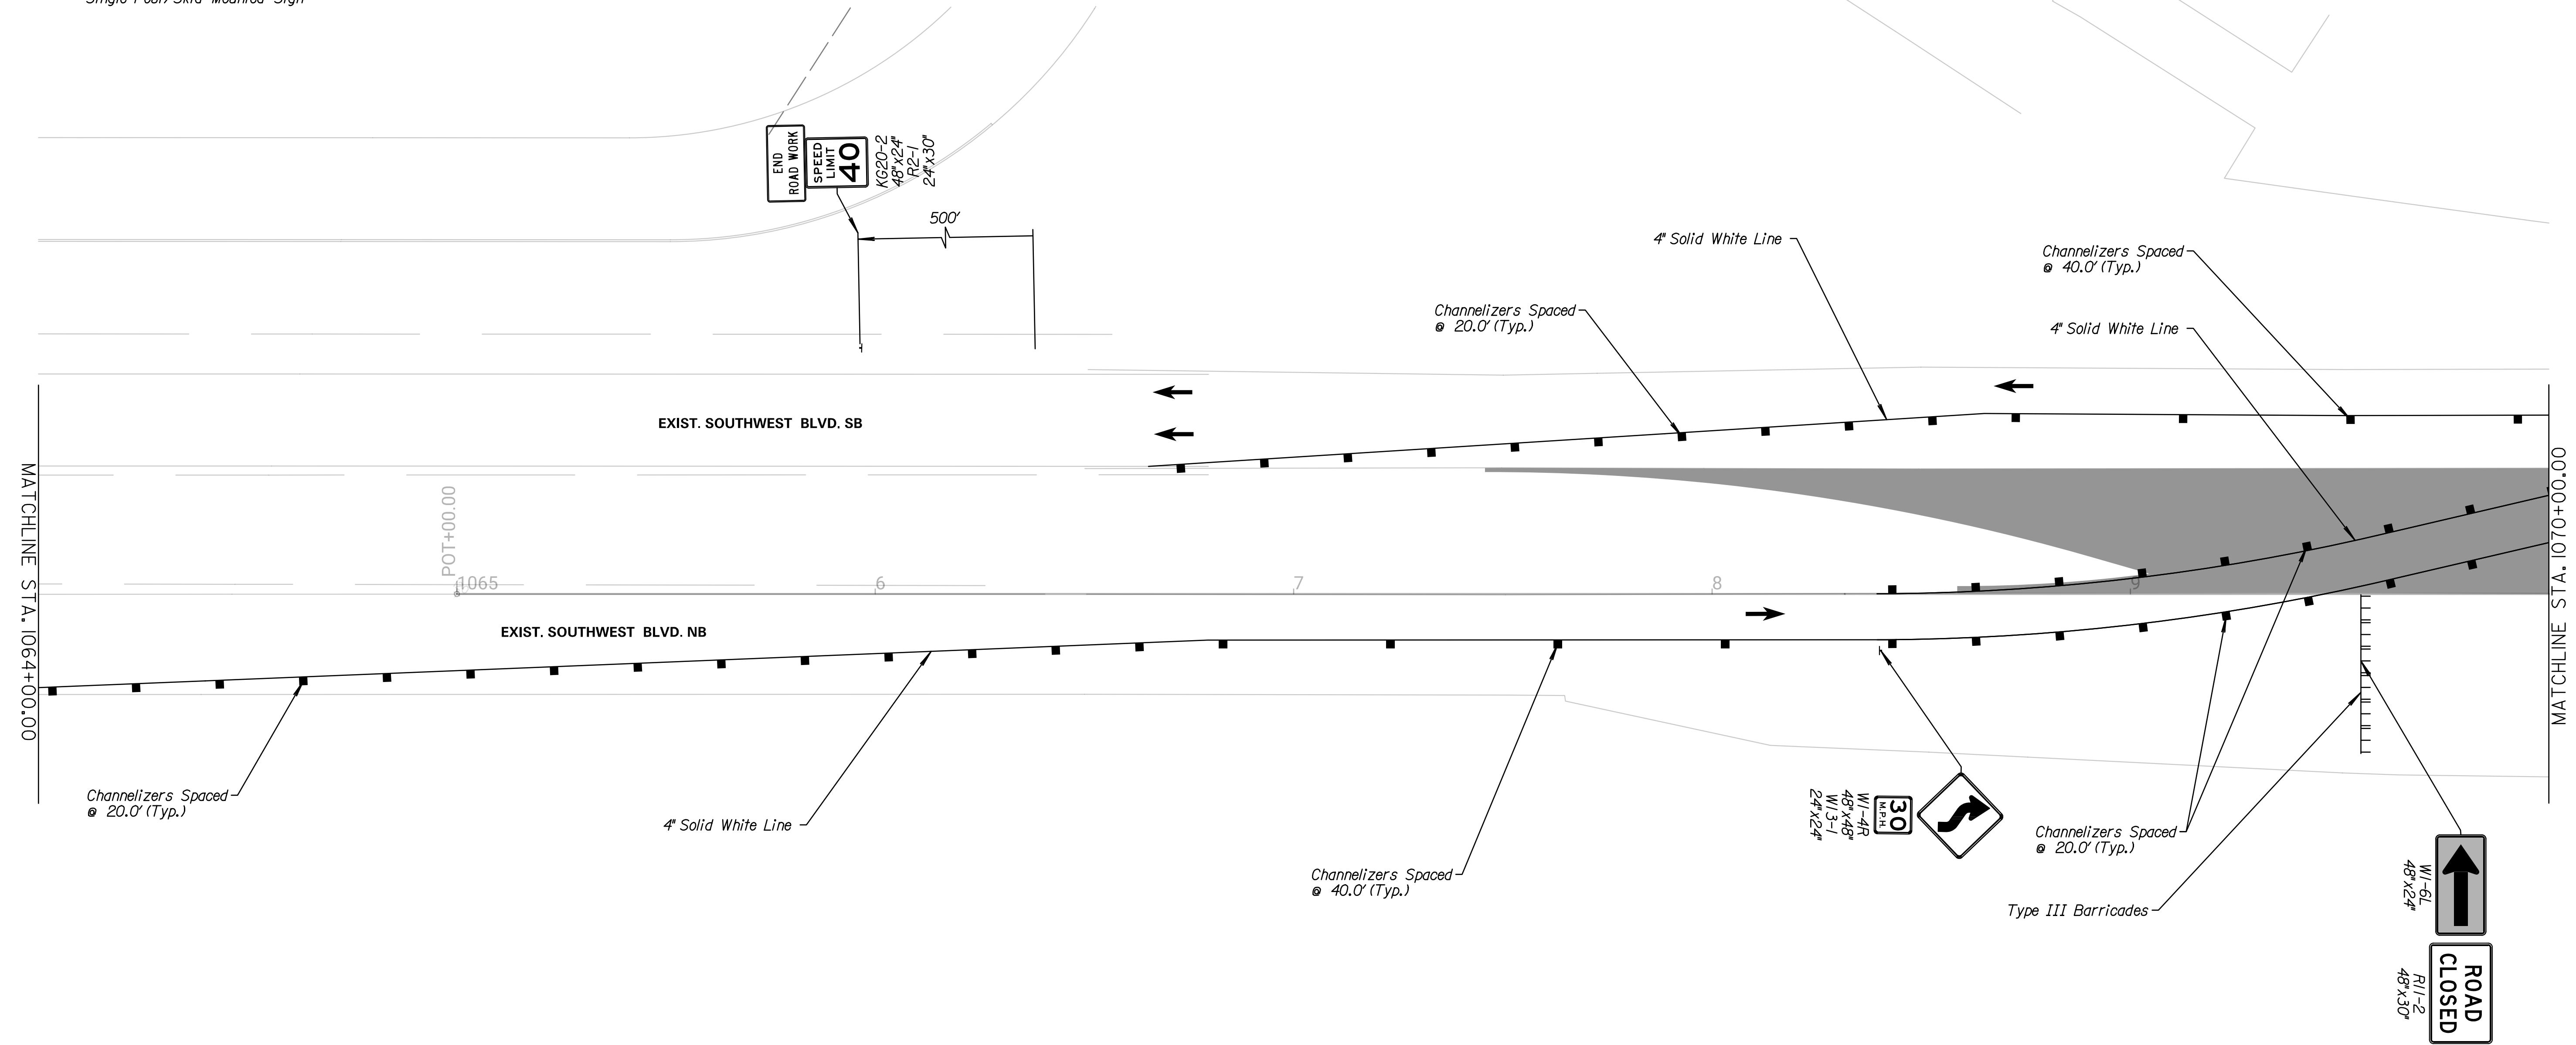 END
ROAD WORK
SPEED
LIMIT
40
KG20-2
48"x24"
R2-1
24"x30"
500'
4" Solid White Line
Channelizers Spaced
@ 40.0' (Typ.)
Channelizers Spaced
@ 20.0' (Typ.)
4" Solid White Line
EXIST. SOUTHWEST BLVD. SB
MATCHLINE STA. 1064+00.00
MATCHLINE STA. 1070+00.00
POT+00.00
1065
6
7
8
9
EXIST. SOUTHWEST BLVD. NB
Channelizers Spaced
@ 20.0' (Typ.)
4" Solid White Line
Channelizers Spaced
@ 40.0' (Typ.)
30
M.P.H.
W1-4R
48"x48"
W13-1
24"x24"
Channelizers Spaced
@ 20.0' (Typ.)
Type III Barricades
W1-6L
48"x24"
ROAD
CLOSED
R11-2
48"x30"